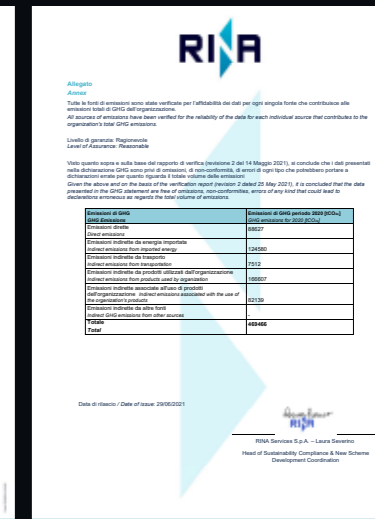 RINA
Allegato
Annex
Tutte le fonti di emissioni sono state verificate per l'affidabilità dei dati per ogni singola fonte che contribuisce alle
emissioni totali di GHG dell'organizzazione.
All sources of emissions have been verified for the reliability of the data for each individual source that contributes to the
organization's total GHG emissions.
Livello di garanzia: Ragionevole
Level of Assurance: Reasonable
Visto quanto sopra e sulla base del rapporto di verifica (revisione 2 del 14 Maggio 2021), si conclude che i dati presentati
nella dichiarazione GHG sono privi di omissioni, di non-conformità, di errori di ogni tipo che potrebbero portare a
dichiarazioni errate per quanto riguarda il totale volume delle emissioni
Given the above and on the basis of the verification report (revision 2 dated 25 May 2021), it is concluded that the data
presented in the GHG statement are free of omissions, non-conformities, errors of any kind that could lead to
declarations erroneous as regards the total volume of emissions.
Emissioni di GHG Emissioni di GHG periodo 2020 [tCO₂ₑ]
GHG Emissions GHG emissions for 2020 [tCO₂ₑ]
Emissioni dirette 88627
Direct emissions
Emissioni indirette da energia importata
Indirect emissions from imported energy 124580
Emissioni indirette da trasporto
Indirect emissions from transportation 7512
Emissioni indirette da prodotti utilizzati dall'organizzazione
Indirect emissions from products used by organization 166607
Emissioni indirette associate all'uso di prodotti
dell'organizzazione Indirect emissions associated with the use of
the organization's products 82139
Emissioni indirette da altre fonti
Indirect GHG emissions from other sources -
Totale 469466
Total
Data di rilascio / Date of issue: 29/06/2021
RINA
RINA Services S.p.A. – Laura Severino
Head of Sustainability Compliance & New Scheme
Development Coordination